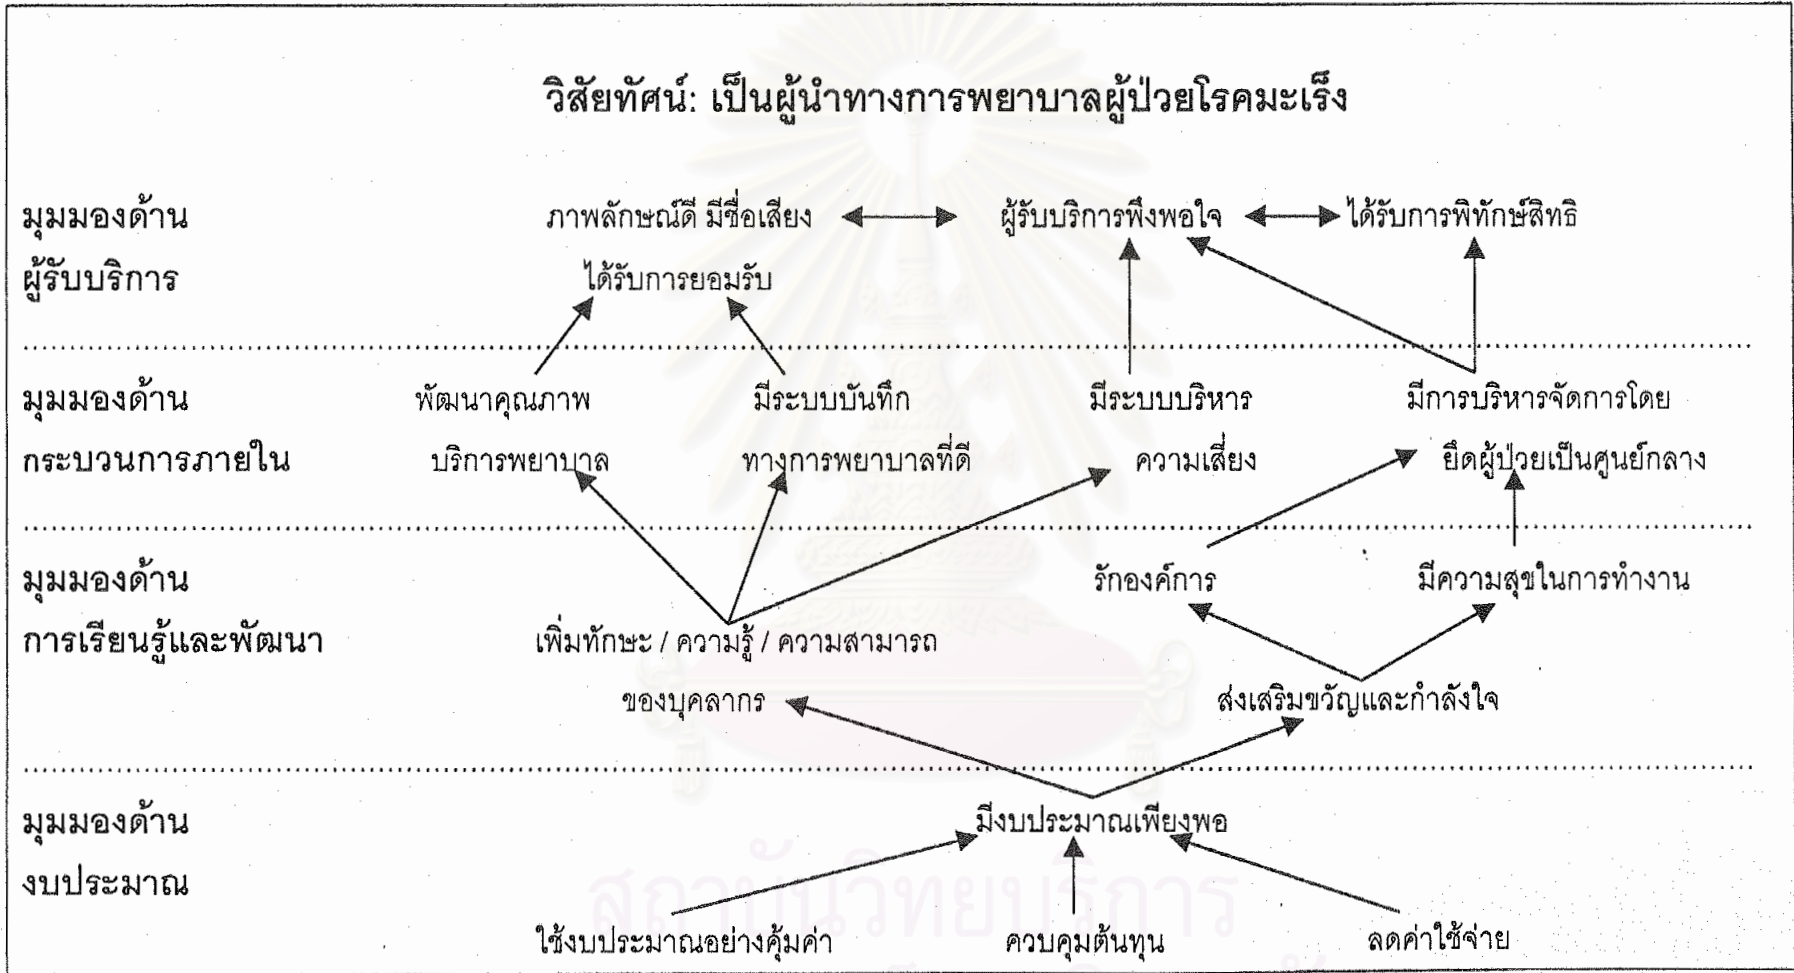 วิสัยทัศน์: เป็นผู้นำทางการพยาบาลผู้ป่วยโรคมะเร็ง
มุมมองด้าน ภาพลักษณ์ดี มีชื่อเสียง ผู้รับบริการพึงพอใจ ได้รับการพิทักษ์สิทธิ
ผู้รับบริการ ได้รับการยอมรับ
มุมมองด้าน พัฒนาคุณภาพ มีระบบบันทึก มีระบบบริหาร มีการบริหารจัดการโดย
กระบวนการภายใน บริการพยาบาล ทางการพยาบาลที่ดี ความเสี่ยง ยึดผู้ป่วยเป็นศูนย์กลาง
มุมมองด้าน รักองค์การ มีความสุขในการทำงาน
การเรียนรู้และพัฒนา เพิ่มทักษะ / ความรู้ / ความสามารถ
ของบุคลากร ส่งเสริมขวัญและกำลังใจ
มุมมองด้าน มีงบประมาณเพียงพอ
งบประมาณ
สถาบันวิทยบริการ
ใช้งบประมาณอย่างคุ้มค่า ควบคุมต้นทุน ลดค่าใช้จ่าย